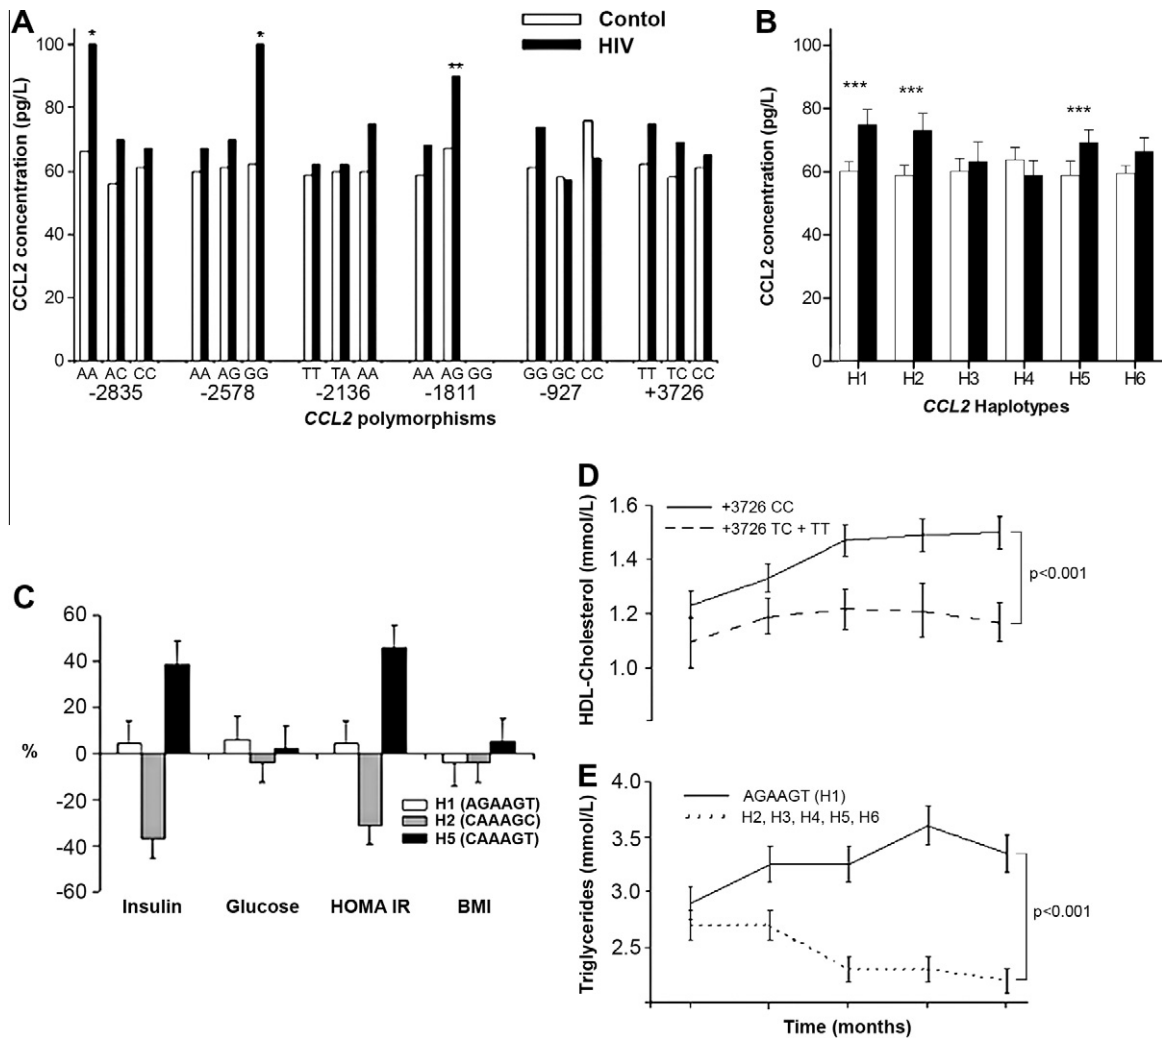 A
Contol
HIV
CCL2 concentration (pg/L)
100
80
60
40
20
0
*
*
**
AA AC CC
AA AG GG
TT TA AA
AA AG GG
GG GC CC
TT TC CC
-2835
-2578
-2136
-1811
-927
+3726
CCL2 polymorphisms
B
CCL2 concentration (pg/L)
100
80
60
40
20
0
***
***
***
H1 H2 H3 H4 H5 H6
CCL2 Haplotypes
C
%
60
40
20
0
-20
-40
-60
H1 (AGAAGT)
H2 (CAAAGC)
H5 (CAAAGT)
Insulin Glucose HOMA IR BMI
D
HDL-Cholesterol (mmol/L)
1.6
1.4
1.2
1.0
+3726 CC
+3726 TC + TT
p<0.001
E
Triglycerides (mmol/L)
4.0
3.5
3.0
2.5
AGAAGT (H1)
H2, H3, H4, H5, H6
p<0.001
Time (months)